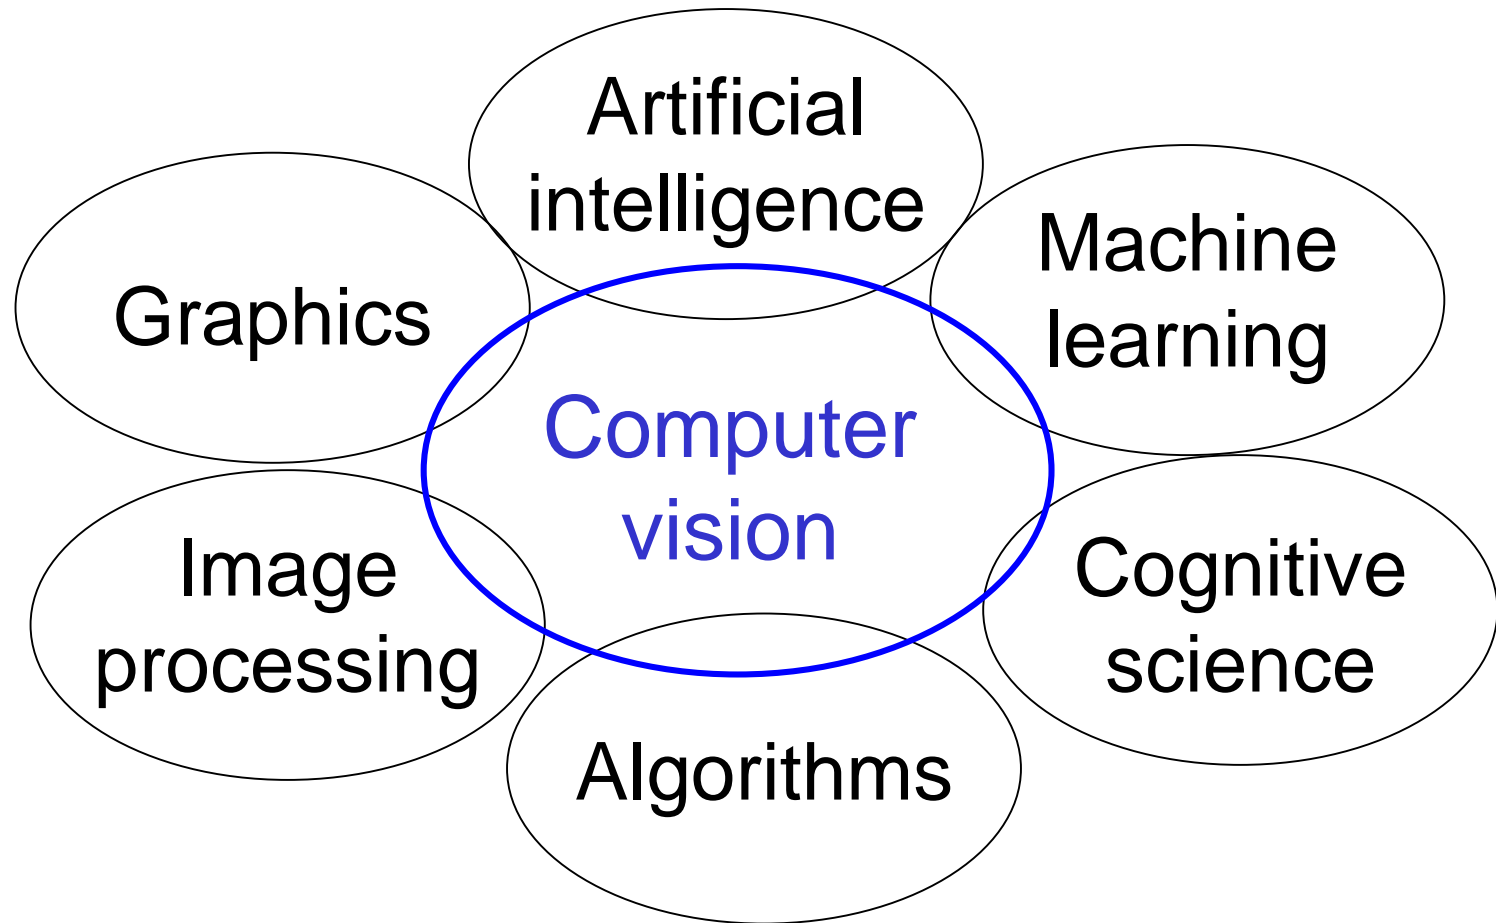 Artificial
intelligence
Machine
learning
Graphics
Computer
vision
Image
processing
Cognitive
science
Algorithms